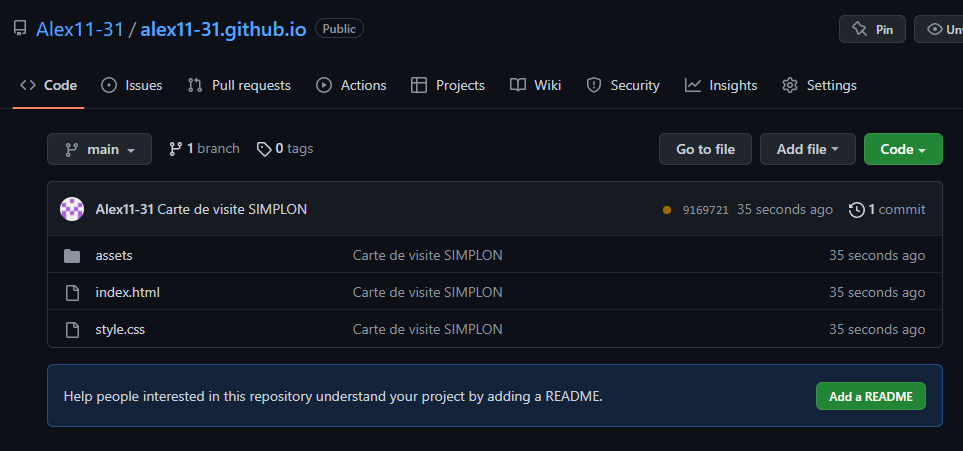 Alex11-31 / alex11-31.github.io Public Pin Unw
Code Issues Pull requests Actions Projects Wiki Security Insights Settings
main 1 branch 0 tags Go to file Add file Code
Alex11-31 Carte de visite SIMPLON 9169721 35 seconds ago 1 commit
assets Carte de visite SIMPLON 35 seconds ago
index.html Carte de visite SIMPLON 35 seconds ago
style.css Carte de visite SIMPLON 35 seconds ago
Help people interested in this repository understand your project by adding a README. Add a README